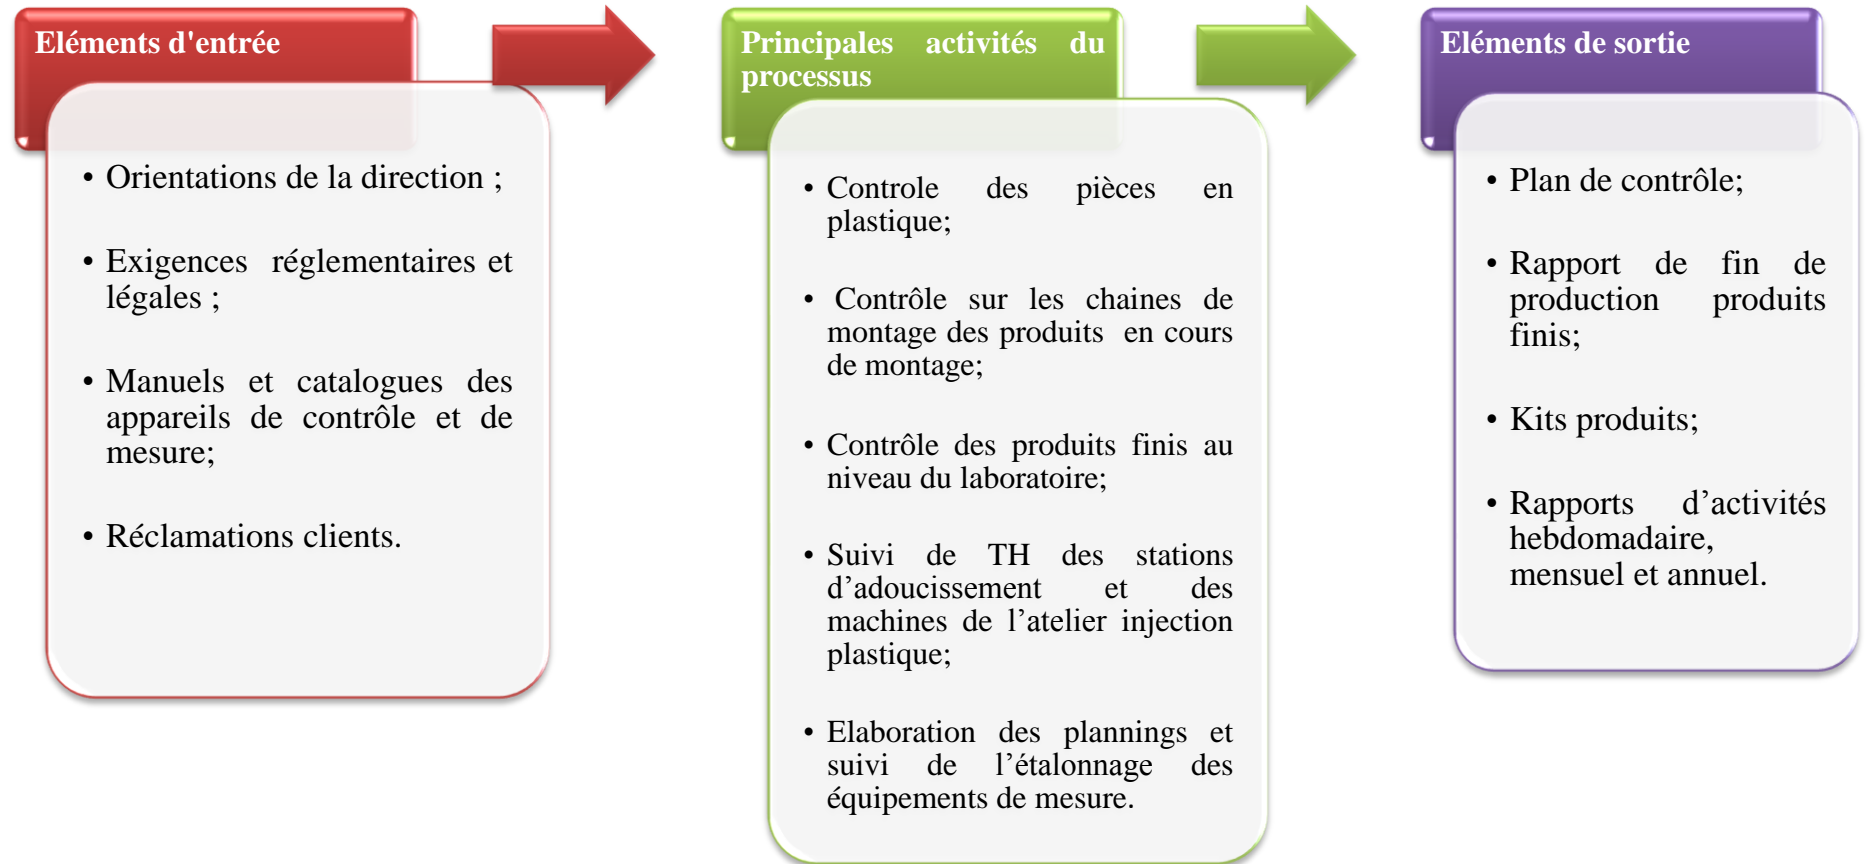 Eléments d'entrée
• Orientations de la direction ;
• Exigences réglementaires et
légales ;
• Manuels et catalogues des
appareils de contrôle et de
mesure;
• Réclamations clients.
Principales activités du
processus
• Controle des pièces en
plastique;
• Contrôle sur les chaines de
montage des produits en cours
de montage;
• Contrôle des produits finis au
niveau du laboratoire;
• Suivi de TH des stations
d’adoucissement et des
machines de l’atelier injection
plastique;
• Elaboration des plannings et
suivi de l’étalonnage des
équipements de mesure.
Eléments de sortie
• Plan de contrôle;
• Rapport de fin de
production produits
finis;
• Kits produits;
• Rapports d’activités
hebdomadaire,
mensuel et annuel.